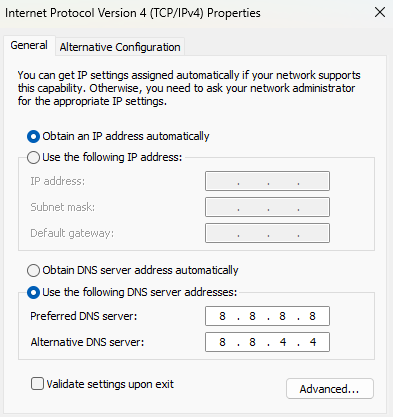 Internet Protocol Version 4 (TCP/IPv4) Properties
General
Alternative Configuration
You can get IP settings assigned automatically if your network supports
this capability. Otherwise, you need to ask your network administrator
for the appropriate IP settings.
Obtain an IP address automatically
Use the following IP address:
IP address:
. . .
Subnet mask:
. . .
Default gateway:
. . .
Obtain DNS server address automatically
Use the following DNS server addresses:
Preferred DNS server:
8 . 8 . 8 . 8
Alternative DNS server:
8 . 8 . 4 . 4
Validate settings upon exit
Advanced...